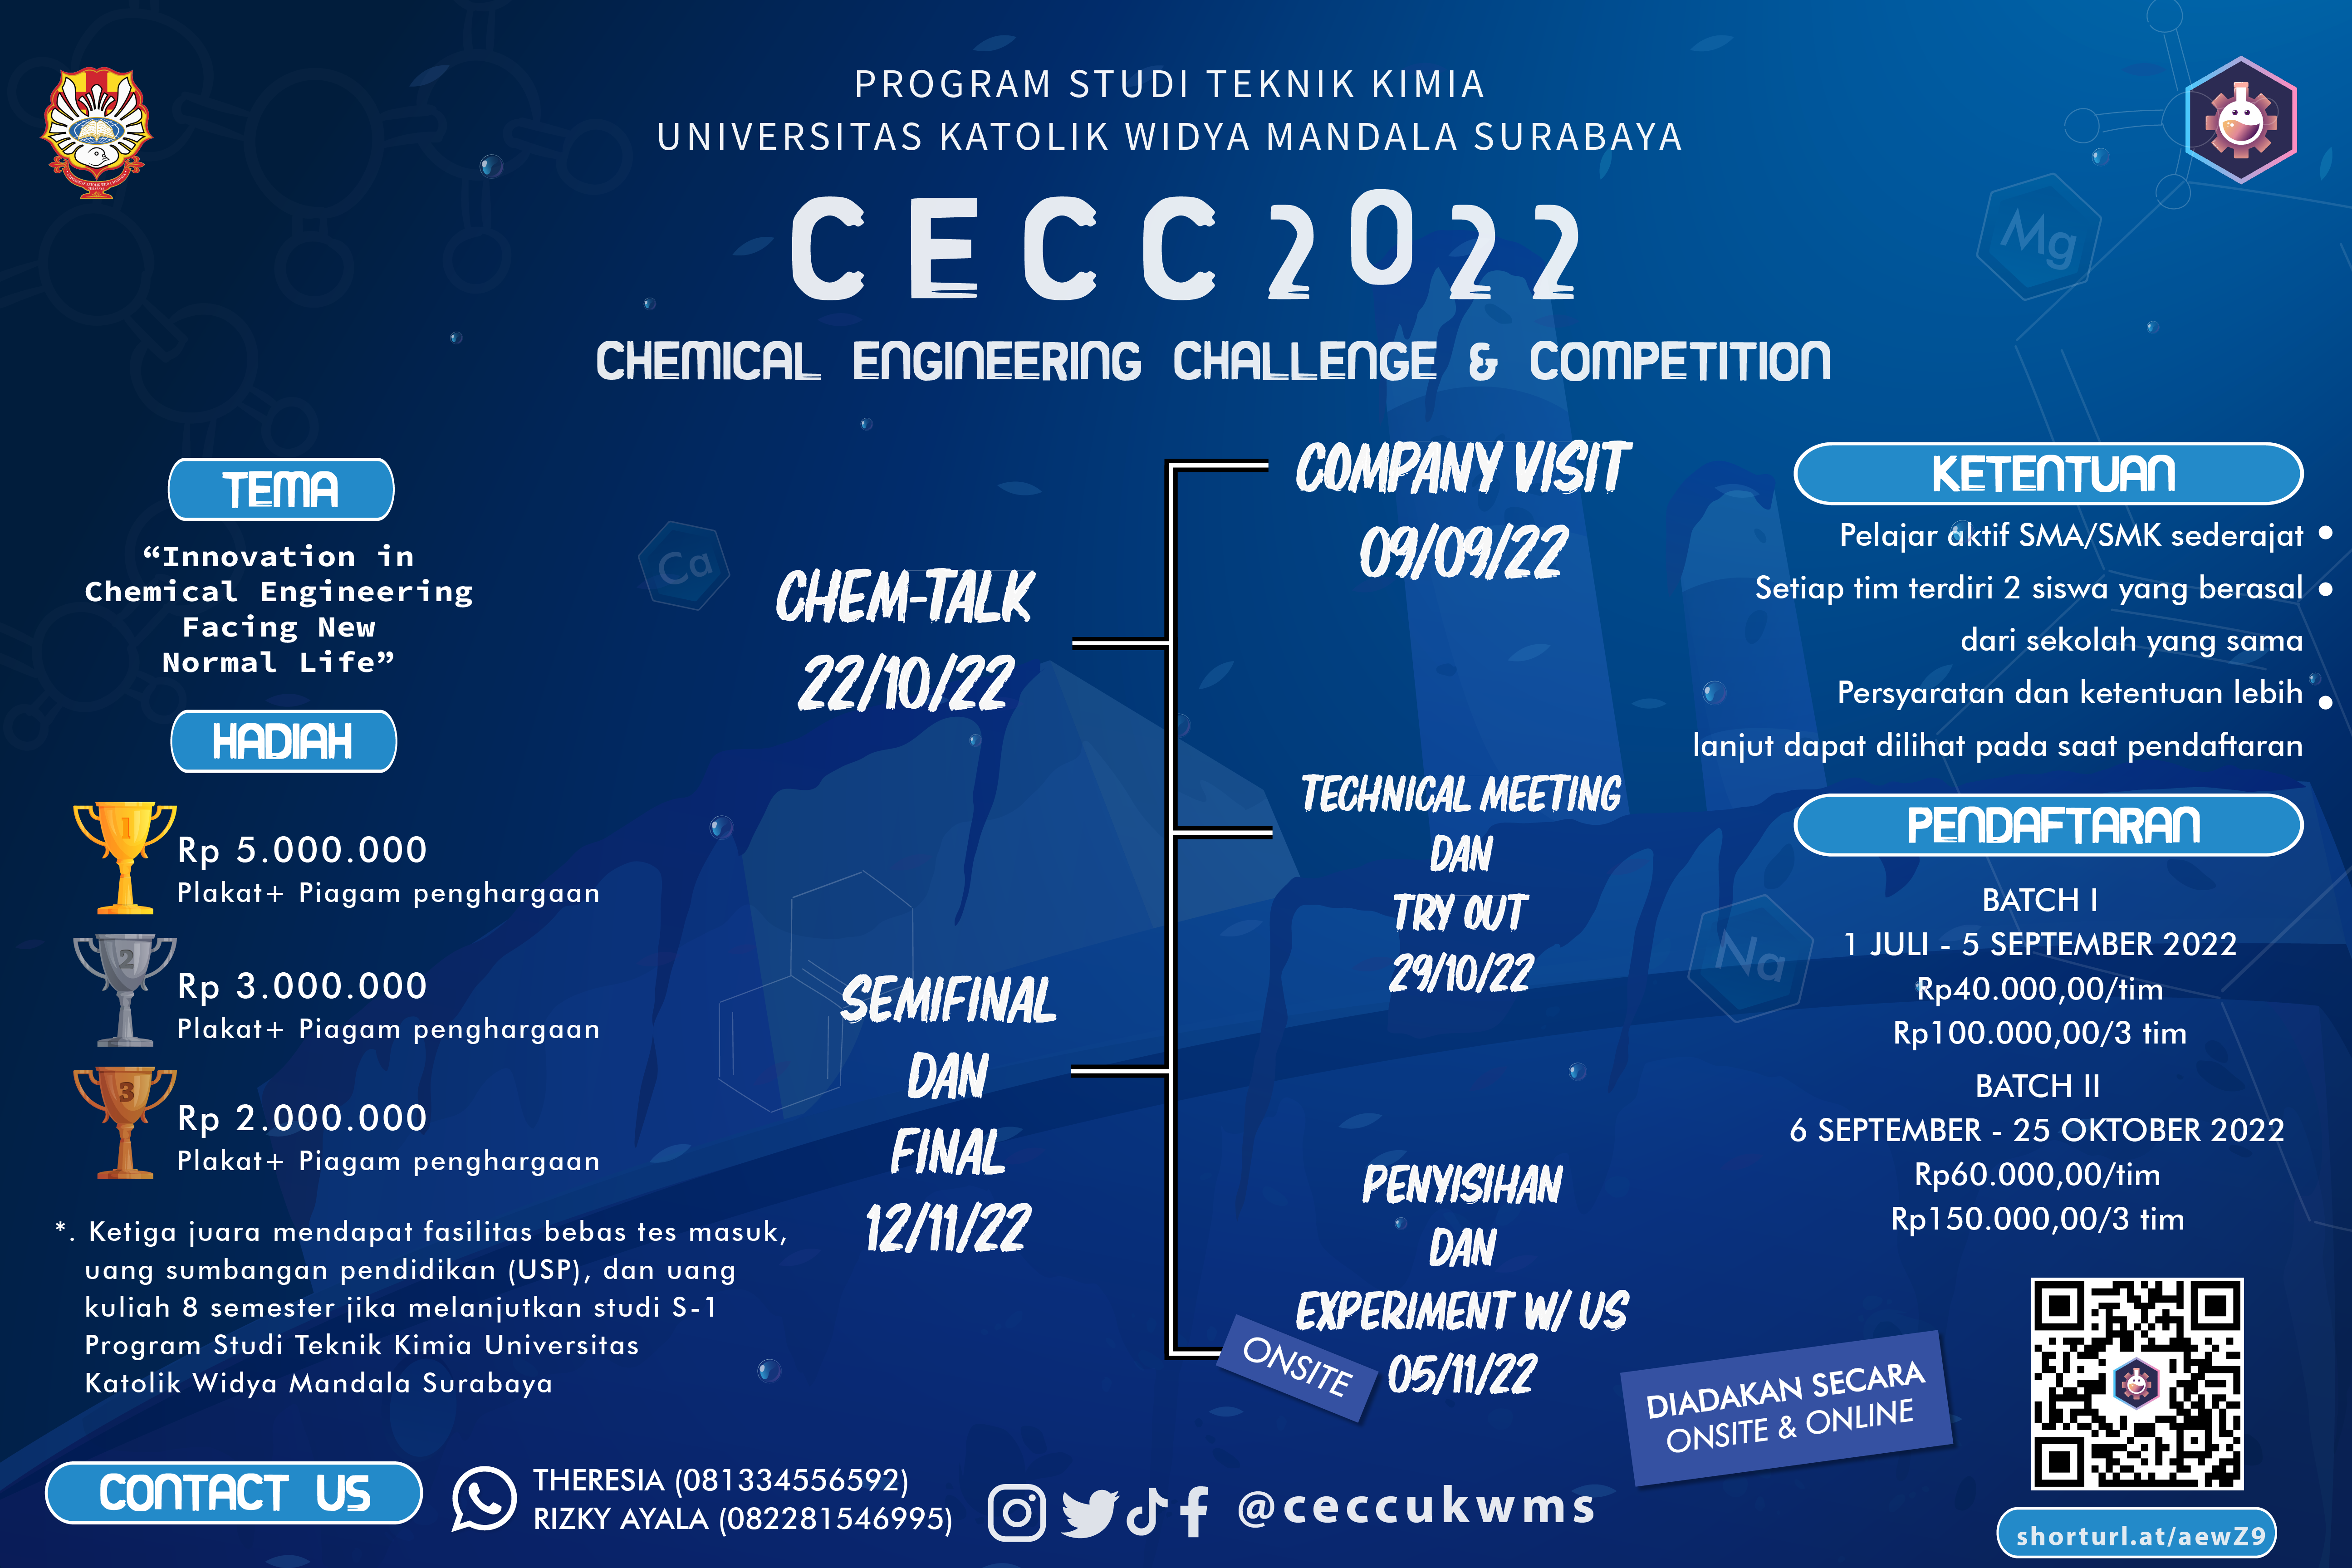 PROGRAM STUDI TEKNIK KIMIA
UNIVERSITAS KATOLIK WIDYA MANDALA SURABAYA
CECC2022
CHEMICAL ENGINEERING CHALLENGE & COMPETITION
TEMA
“Innovation in
Chemical Engineering
Facing New
Normal Life”
HADIAH
1
Rp 5.000.000
Plakat+ Piagam penghargaan
2
Rp 3.000.000
Plakat+ Piagam penghargaan
3
Rp 2.000.000
Plakat+ Piagam penghargaan
*. Ketiga juara mendapat fasilitas bebas tes masuk,
uang sumbangan pendidikan (USP), dan uang
kuliah 8 semester jika melanjutkan studi S-1
Program Studi Teknik Kimia Universitas
Katolik Widya Mandala Surabaya
COMPANY VISIT
09/09/22
CHEM-TALK
22/10/22
TECHNICAL MEETING
DAN
TRY OUT
29/10/22
PENYISIHAN
DAN
EXPERIMENT W/ US
05/11/22
ONSITE
SEMIFINAL
DAN
FINAL
12/11/22
DIADAKAN SECARA
ONSITE & ONLINE
KETENTUAN
Pelajar aktif SMA/SMK sederajat •
Setiap tim terdiri 2 siswa yang berasal •
dari sekolah yang sama
Persyaratan dan ketentuan lebih •
lanjut dapat dilihat pada saat pendaftaran
PENDAFTARAN
BATCH I
1 JULI - 5 SEPTEMBER 2022
Rp40.000,00/tim
Rp100.000,00/3 tim
BATCH II
6 SEPTEMBER - 25 OKTOBER 2022
Rp60.000,00/tim
Rp150.000,00/3 tim
shorturl.at/aewZ9
CONTACT US
THERESIA (081334556592)
RIZKY AYALA (082281546995)
@ceccukwms
Mg
Ca
Na